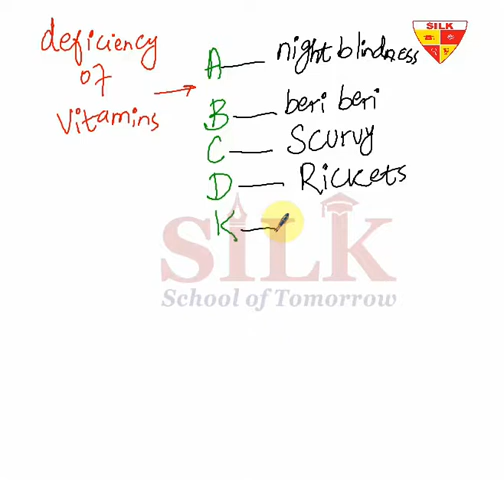 SILK
deficiency
of
vitamins
A — night blindness
B — beri beri
C — Scurvy
D — Rickets
K —
SILK
School of Tomorrow